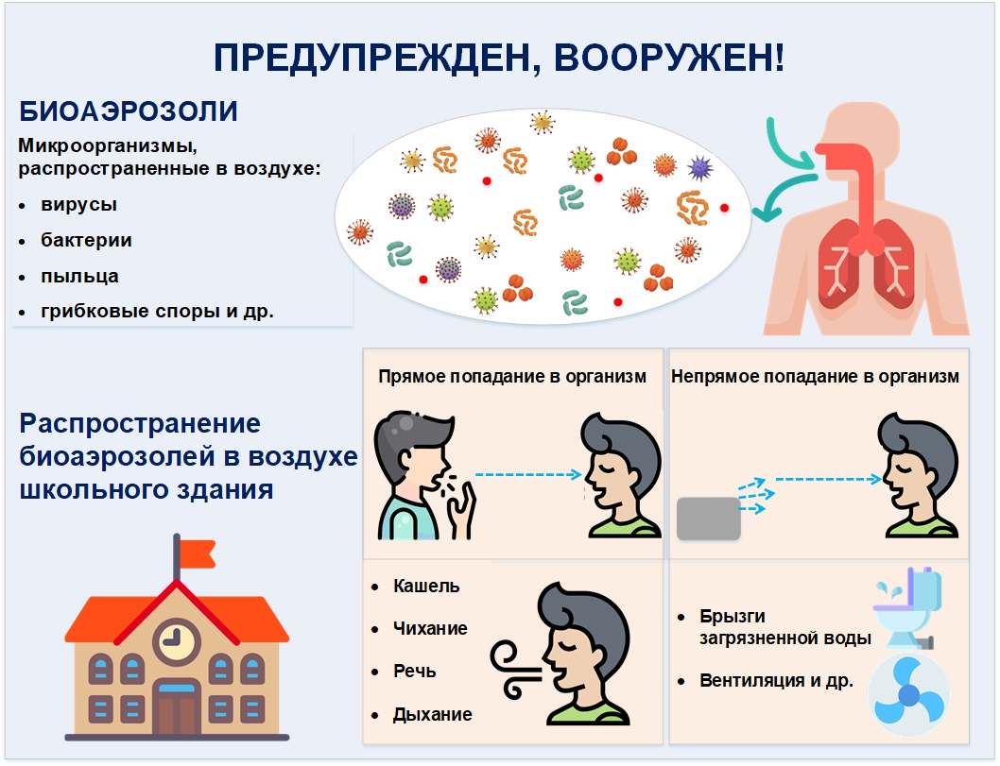 ПРЕДУПРЕЖДЕН, ВООРУЖЕН!
БИОАЭРОЗОЛИ
Микроорганизмы,
распространенные в воздухе:
• вирусы
• бактерии
• пыльца
• грибковые споры и др.
Распространение
биоаэрозолей в воздухе
школьного здания
Прямое попадание в организм
• Кашель
• Чихание
• Речь
• Дыхание
Непрямое попадание в организм
• Брызги
загрязненной воды
• Вентиляция и др.